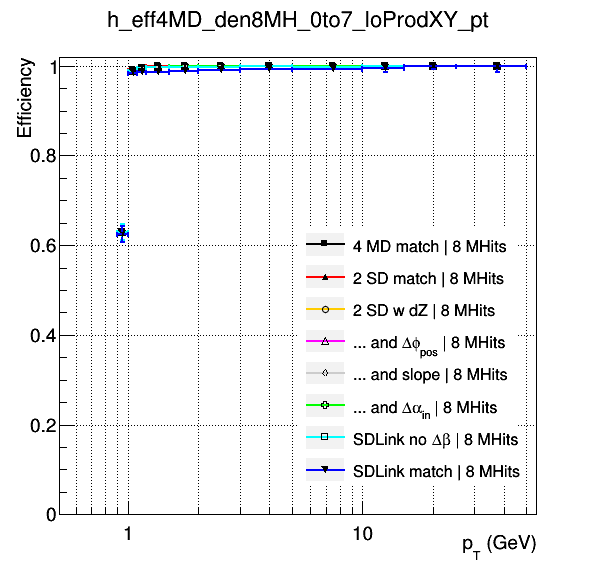 h_eff4MD_den8MH_0to7_loProdXY_pt
Efficiency
1
0.8
0.6
0.4
0.2
0
4 MD match | 8 MHits
2 SD match | 8 MHits
2 SD w dZ | 8 MHits
... and Δϕpos | 8 MHits
... and slope | 8 MHits
... and Δαin | 8 MHits
SDLink no Δβ | 8 MHits
SDLink match | 8 MHits
1
10
pT (GeV)